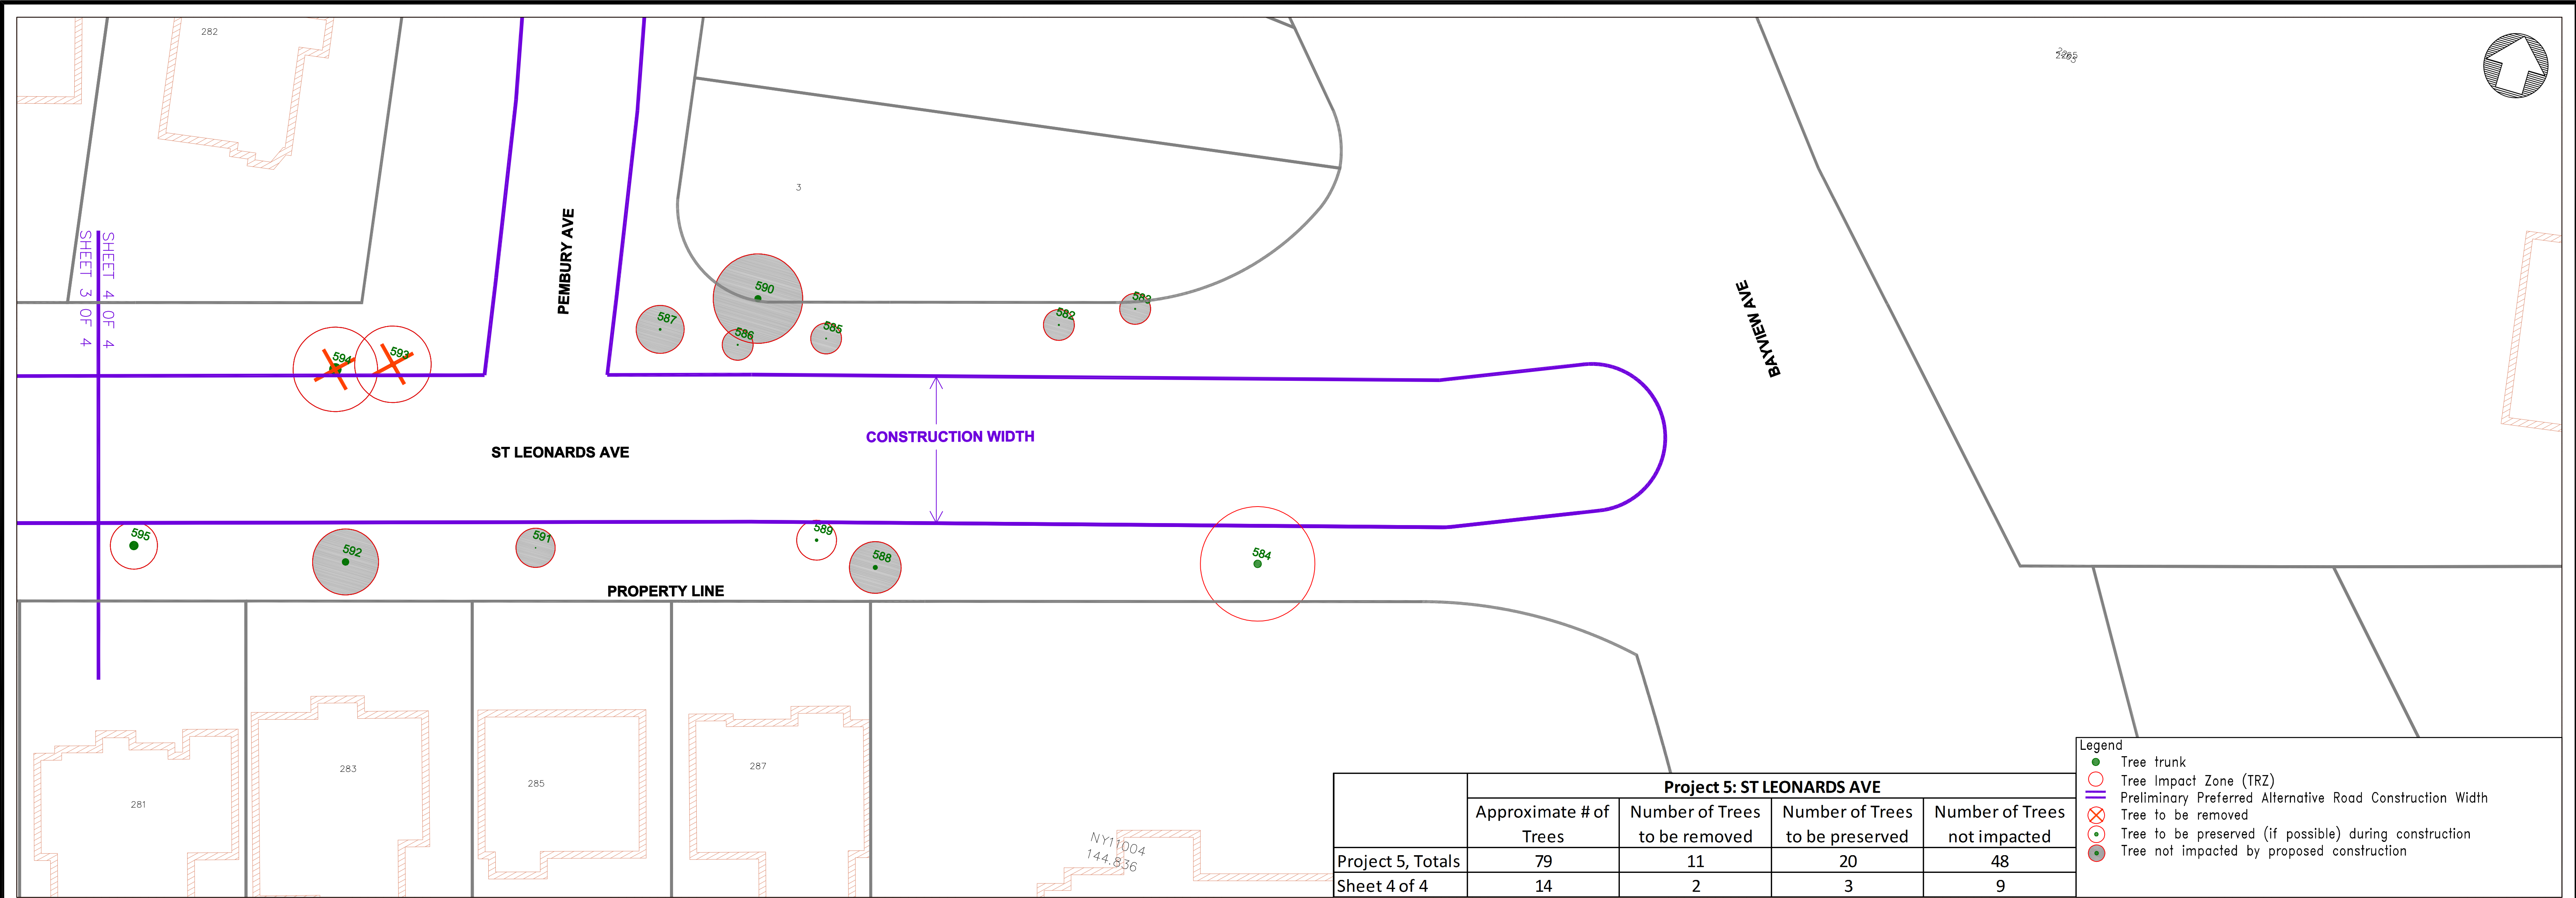 282
3
SHEET 4 OF 4
SHEET 3 OF 4
PEMBURY AVE
BAYVIEW AVE
590
587
586
585
582
583
594
593
CONSTRUCTION WIDTH
ST LEONARDS AVE
595
592
591
589
588
584
PROPERTY LINE
281
283
285
287
NY11004
144.836
Project 5: ST LEONARDS AVE
Approximate # of Trees
Number of Trees to be removed
Number of Trees to be preserved
Number of Trees not impacted
Project 5, Totals 79 11 20 48
Sheet 4 of 4 14 2 3 9
Legend
Tree trunk
Tree Impact Zone (TRZ)
Preliminary Preferred Alternative Road Construction Width
Tree to be removed
Tree to be preserved (if possible) during construction
Tree not impacted by proposed construction